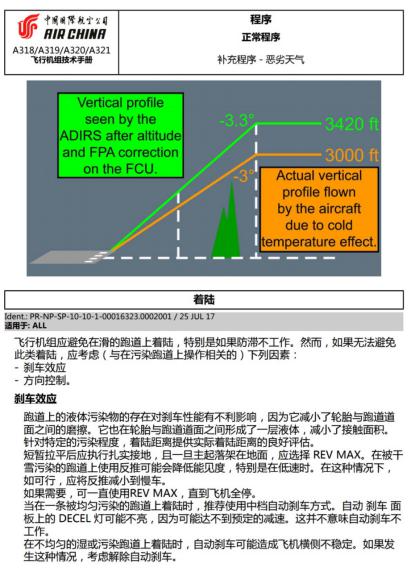 中国国际航空公司
AIR CHINA
A318/A319/A320/A321
飞行机组技术手册
程序
正常程序
补充程序 - 恶劣天气
Vertical profile
seen by the
ADIRS after altitude
and FPA correction
on the FCU.
-3.3°
3420 ft
3000 ft
-3°
Actual vertical
profile flown
by the aircraft
due to cold
temperature effect.
着陆
Ident.: PR-NP-SP-10-10-1-00016323.0002001 / 25 JUL 17
适用于: ALL
飞行机组应避免在滑的跑道上着陆，特别是如果防滞不工作。然而，如果无法避免
此类着陆，应考虑（与在污染跑道上操作相关的）下列因素：
- 刹车效应
- 方向控制。
刹车效应
跑道上的液体污染物的存在对刹车性能有不利影响，因为它减小了轮胎与跑道道
面之间的磨擦。它也在轮胎与跑道道面之间形成了一层液体，减小了接触面积。
针对特定的污染程度，着陆距离提供实际着陆距离的良好评估。
短暂拉平后应执行扎实接地，且一旦主起落架在地面，应选择 REV MAX。在被干
雪污染的跑道上使用反推可能会降低能见度，特别是在低速时。在这种情况下，
如可行，应将反推减小到慢车。
如果需要，可一直使用REV MAX，直到飞机全停。
当在一条被均匀污染的跑道上着陆时，推荐使用中档自动刹车方式。自动 刹车 面
板上的 DECEL 灯可能不亮，因为可能达不到预定的减速。这并不意味自动刹车不
工作。
在不均匀的湿或污染跑道上着陆时，自动刹车可能造成飞机横侧不稳定。如果发
生这种情况，考虑解除自动刹车。